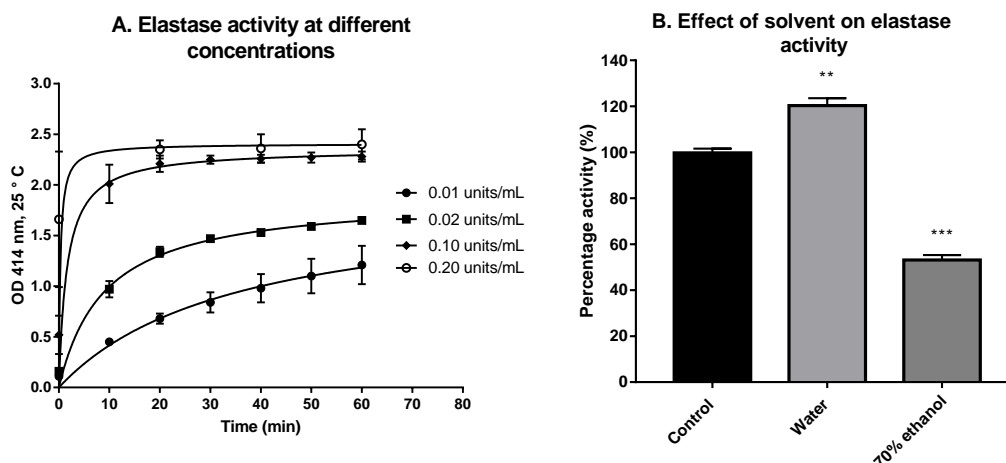 A. Elastase activity at different
concentrations
3.0
2.5
2.0
1.5
1.0
0.5
0.0
0 10 20 30 40 50 60 70 80
OD 414 nm, 25 ° C
Time (min)
0.01 units/mL
0.02 units/mL
0.10 units/mL
0.20 units/mL
B. Effect of solvent on elastase
activity
140
120
100
80
60
40
20
0
Percentage activity (%)
**
***
Control
Water
70% ethanol